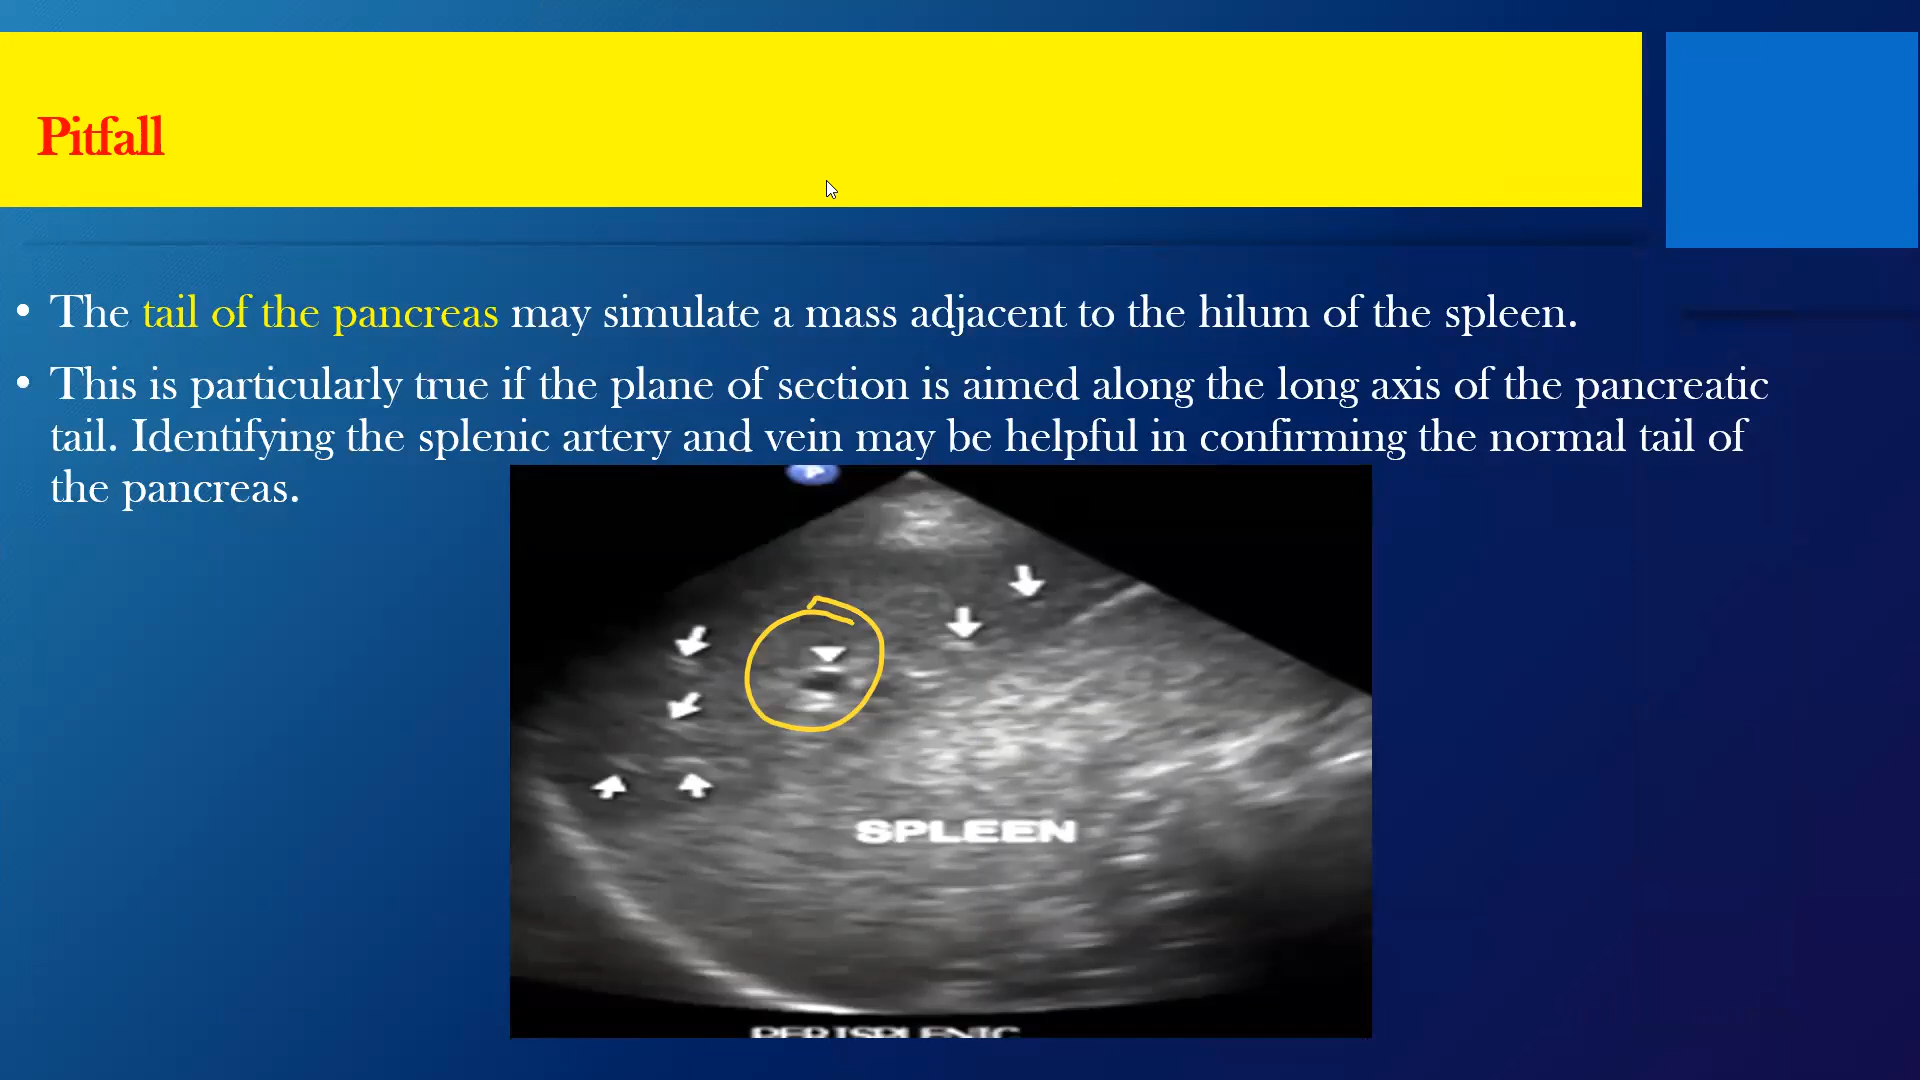 Pitfall
• The tail of the pancreas may simulate a mass adjacent to the hilum of the spleen.
• This is particularly true if the plane of section is aimed along the long axis of the pancreatic
tail. Identifying the splenic artery and vein may be helpful in confirming the normal tail of
the pancreas.
SPLEEN
PERISPLENIC